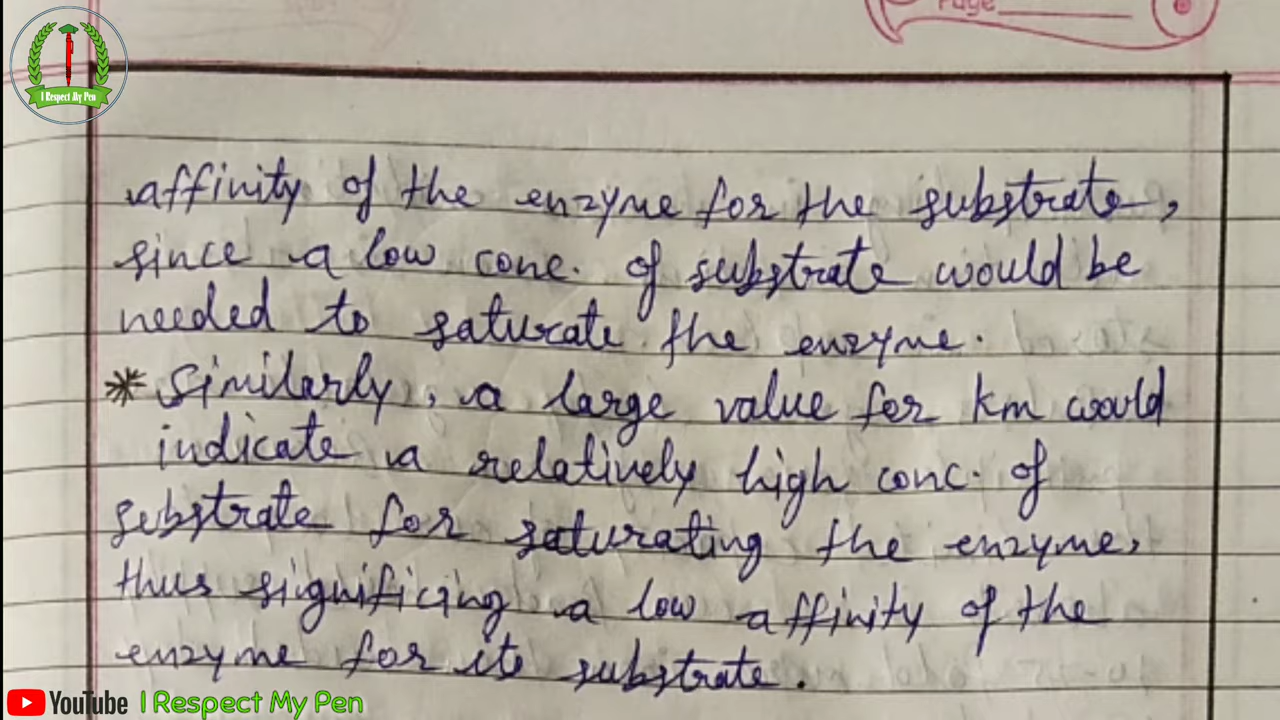 Page
I Respect My Pen
affinity of the enzyme for the substrate,
since a low conc. of substrate would be
needed to saturate the enzyme.
* Similarly, a large value for km would
indicate a relatively high conc. of
substrate for saturating the enzyme,
thus significing a low affinity of the
enzyme for its substrate.
YouTube I Respect My Pen